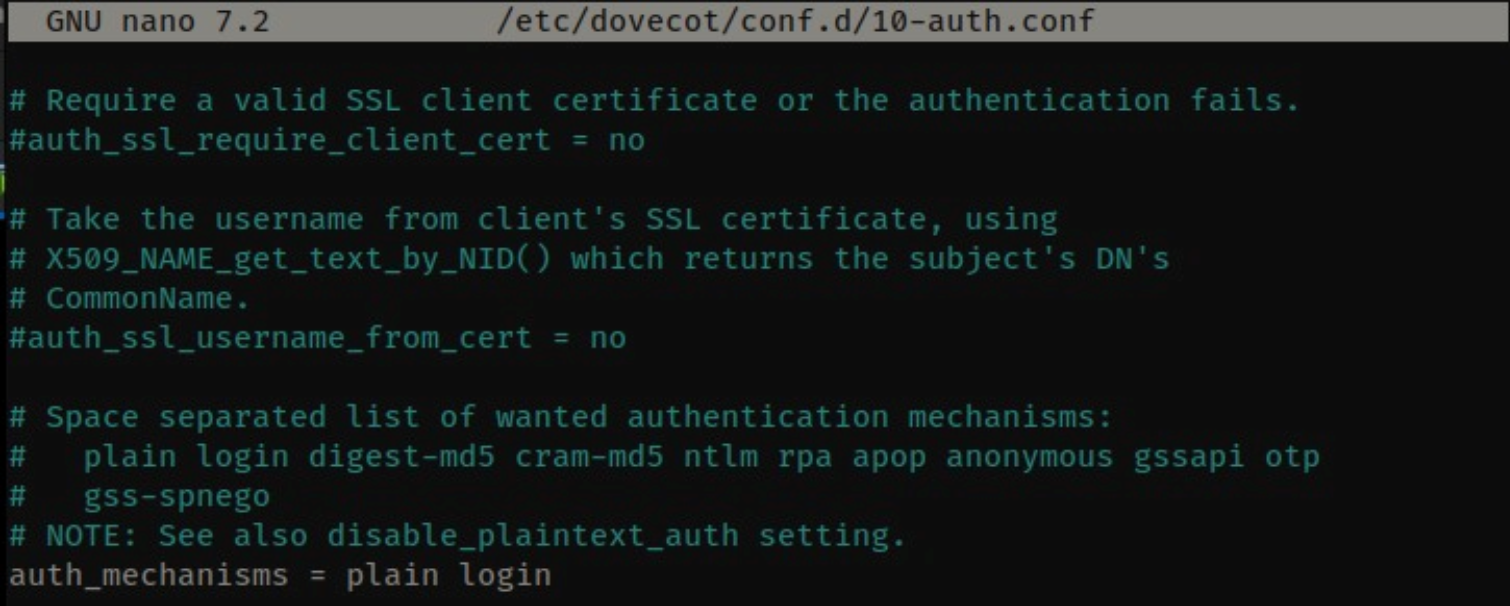 GNU nano 7.2 /etc/dovecot/conf.d/10-auth.conf
# Require a valid SSL client certificate or the authentication fails.
#auth_ssl_require_client_cert = no
# Take the username from client's SSL certificate, using
# X509_NAME_get_text_by_NID() which returns the subject's DN's
# CommonName.
#auth_ssl_username_from_cert = no
# Space separated list of wanted authentication mechanisms:
#   plain login digest-md5 cram-md5 ntlm rpa apop anonymous gssapi otp
#   gss-spnego
# NOTE: See also disable_plaintext_auth setting.
auth_mechanisms = plain login